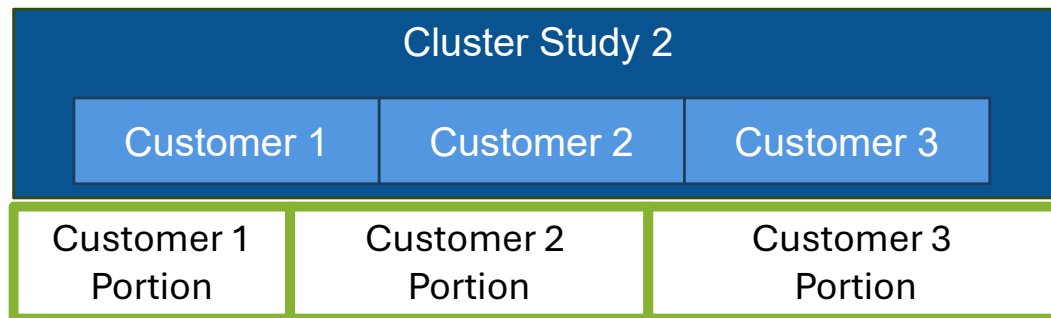 Cluster Study 2
Customer 1
Customer 2
Customer 3
Customer 1
Portion
Customer 2
Portion
Customer 3
Portion